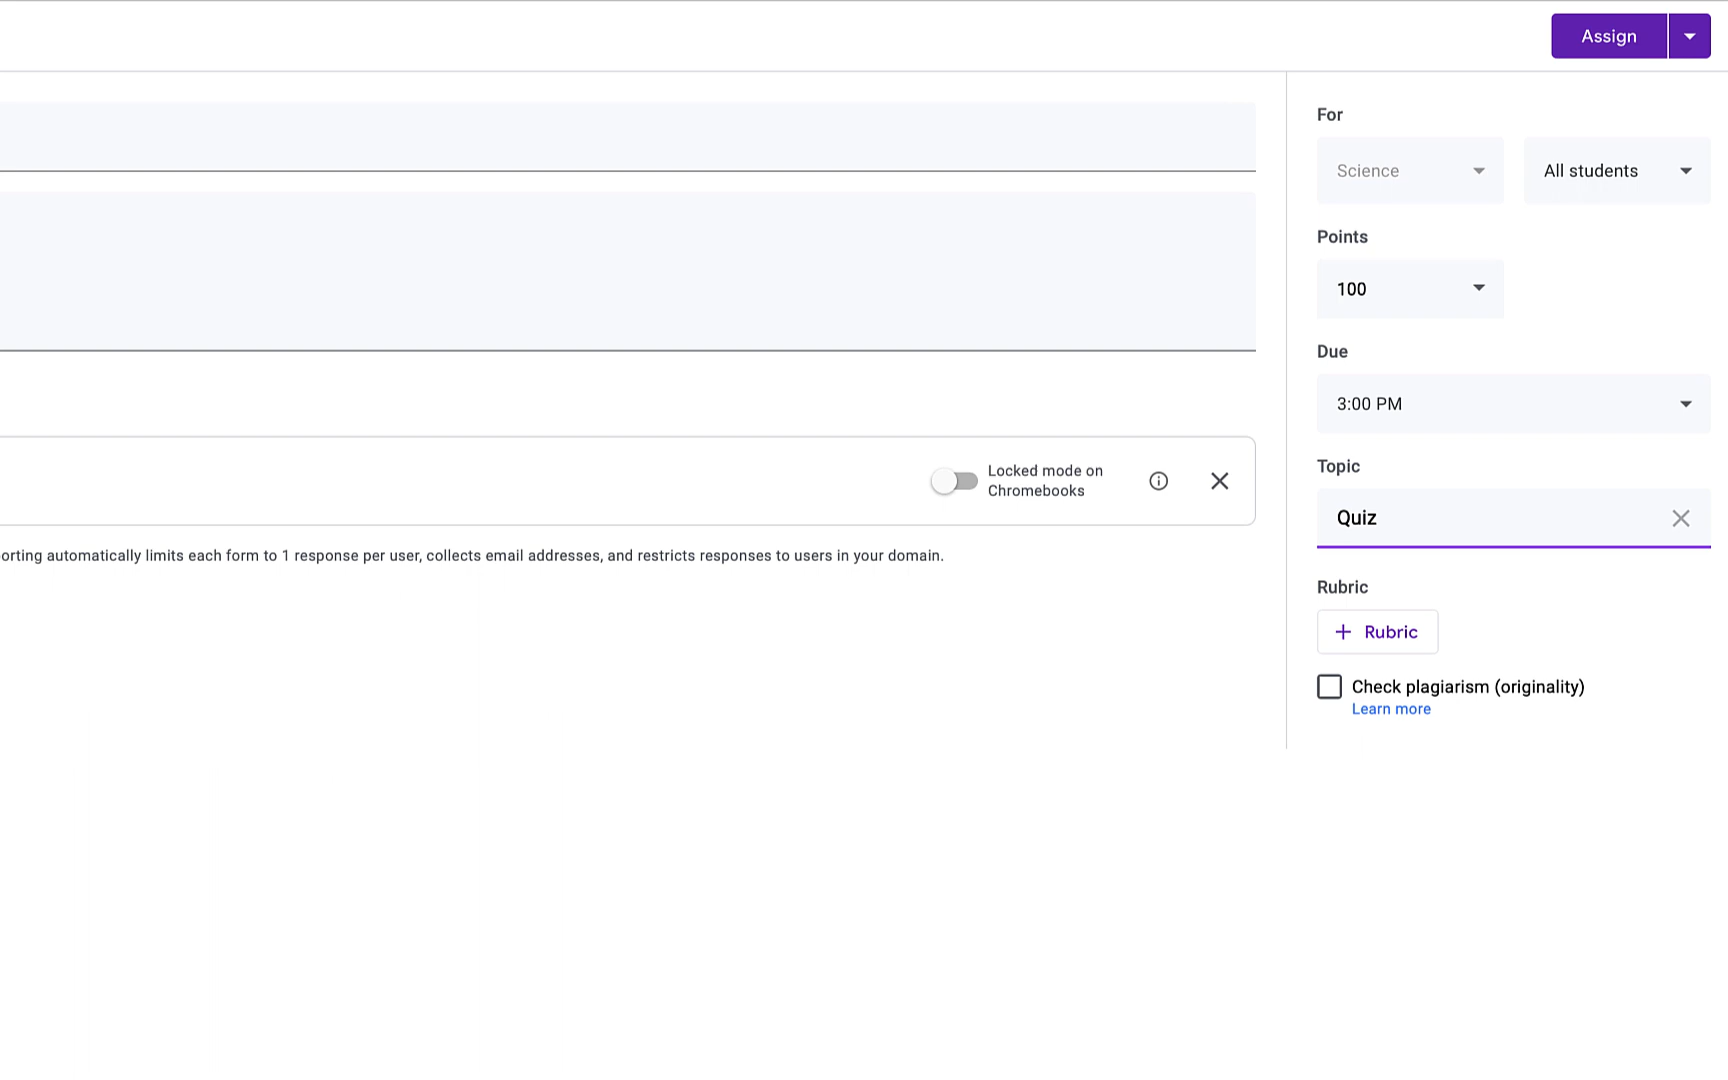 Assign
For
Science
All students
Points
100
Due
3:00 PM
Locked mode on
Chromebooks
Topic
Quiz
orting automatically limits each form to 1 response per user, collects email addresses, and restricts responses to users in your domain.
Rubric
+ Rubric
Check plagiarism (originality)
Learn more